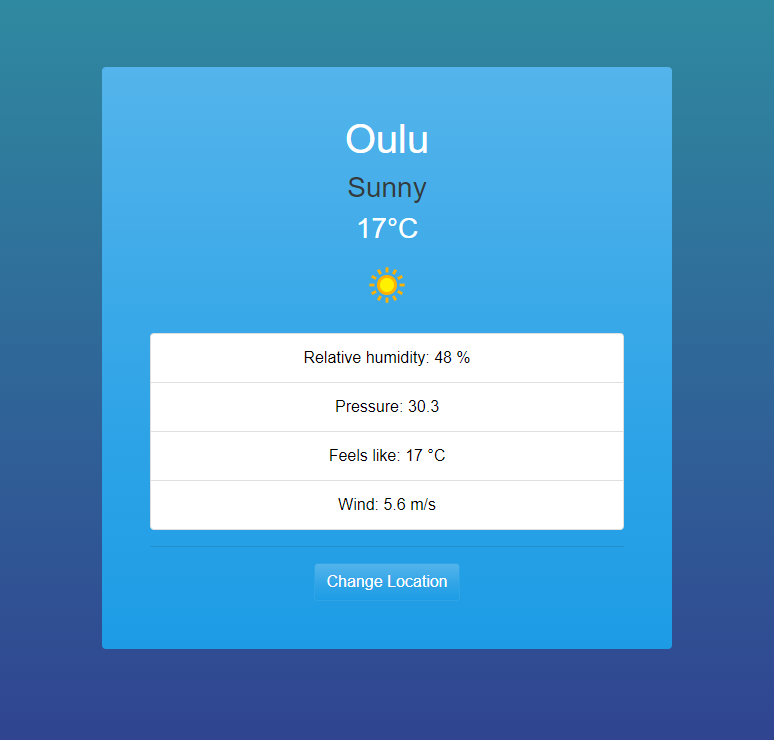 Oulu
Sunny
17°C
Relative humidity: 48 %
Pressure: 30.3
Feels like: 17 °C
Wind: 5.6 m/s
Change Location